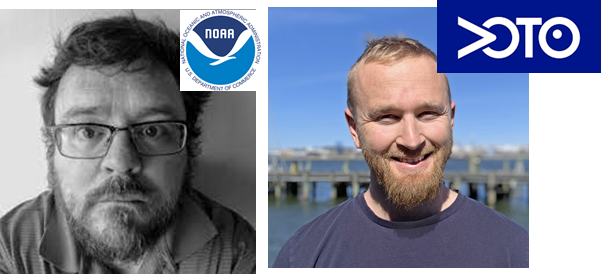 NATIONAL OCEANIC AND ATMOSPHERIC ADMINISTRATION
NOAA
U.S. DEPARTMENT OF COMMERCE
VOTO